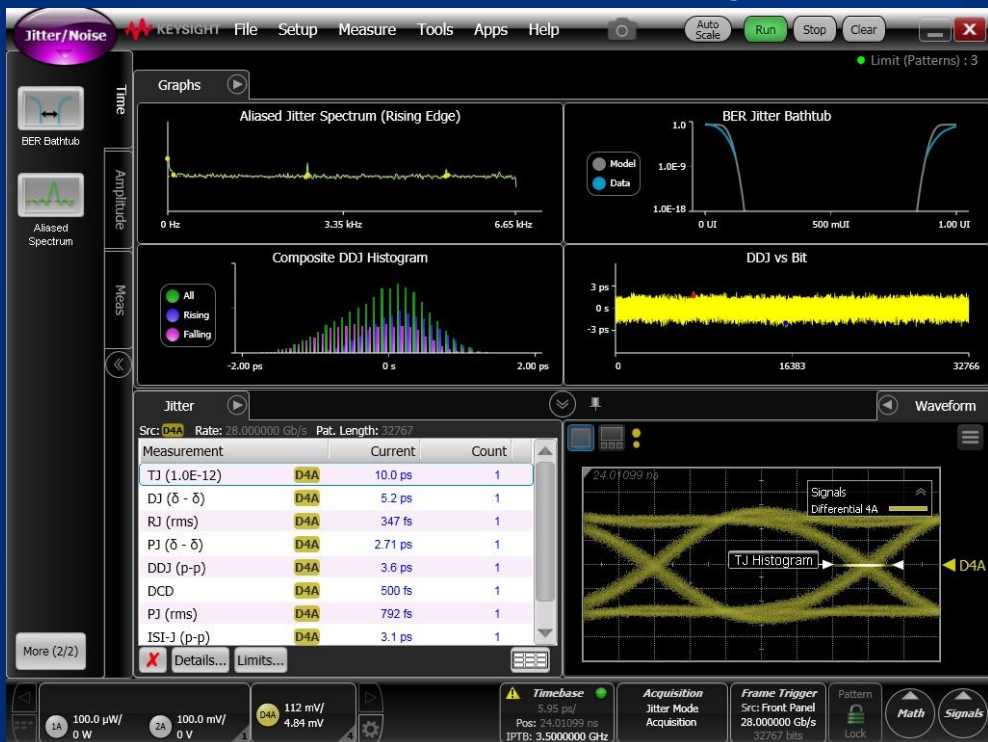 Jitter/Noise
KEYSIGHT File Setup Measure Tools Apps Help
Auto Scale Run Stop Clear
Limit (Patterns) : 3
BER Bathtub
Aliased
Spectrum
More (2/2)
Time
Amplitude
Meas
Graphs
Aliased Jitter Spectrum (Rising Edge)
0 Hz 3.35 kHz 6.65 kHz
BER Jitter Bathtub
Model
Data
1.0
1.0E-9
1.0E-18
0 UI 500 mUI 1.00 UI
Composite DDJ Histogram
All
Rising
Falling
-2.00 ps 0 s 2.00 ps
DDJ vs Bit
3 ps
0 s
-3 ps
0 16383 32766
Jitter
Src: D4A Rate: 28.000000 Gb/s Pat. Length: 32767
Measurement Current Count
TJ (1.0E-12) D4A 10.0 ps 1
DJ (δ - δ) D4A 5.2 ps 1
RJ (rms) D4A 347 fs 1
PJ (δ - δ) D4A 2.71 ps 1
DDJ (p-p) D4A 3.6 ps 1
DCD D4A 500 fs 1
PJ (rms) D4A 792 fs 1
ISI-J (p-p) D4A 3.1 ps 1
Details... Limits...
Waveform
24.01099 ns
Signals
Differential 4A
TJ Histogram
D4A
1A 100.0 µW/
0 W
2A 100.0 mV/
0 V
1
D4A 112 mV/
4.84 mV
4
Timebase
5.95 ps/
Pos: 24.01099 ns
IPTB: 3.5000000 GHz
Acquisition
Jitter Mode
Acquisition
Frame Trigger
Src: Front Panel
28.000000 Gb/s
32767 bits
Pattern
Lock
Math
Signals